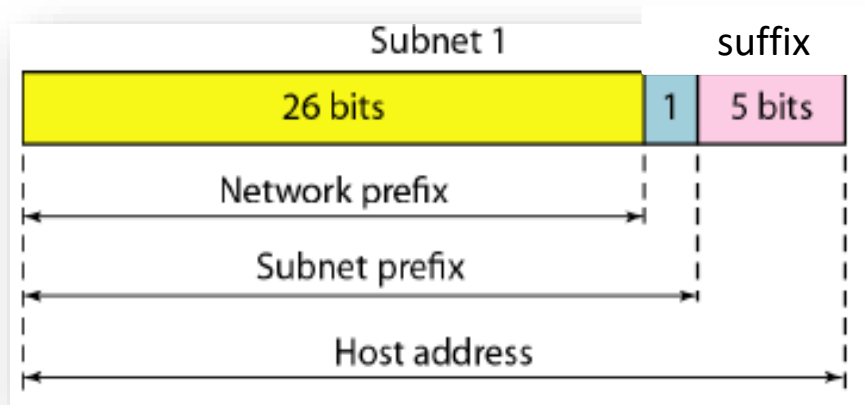 Subnet 1 suffix
26 bits 1 5 bits
Network prefix
Subnet prefix
Host address